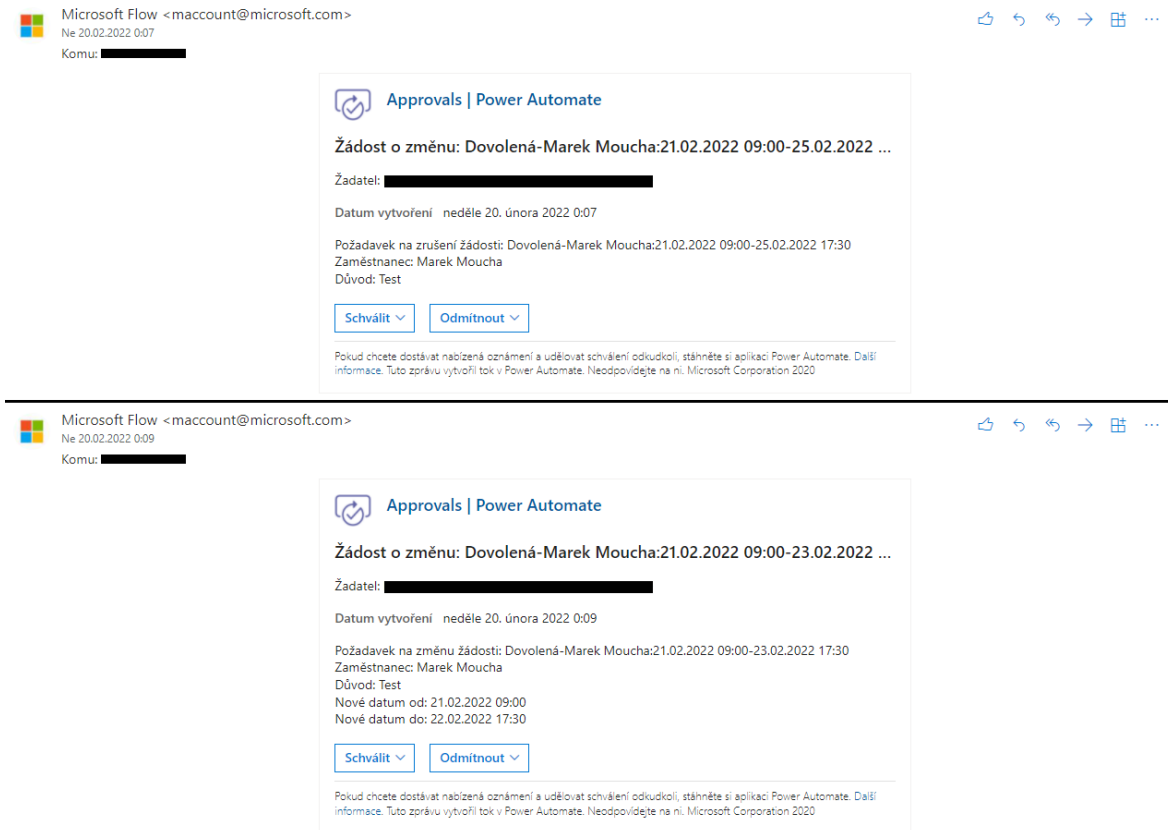 Microsoft Flow <maccount@microsoft.com>
Ne 20.02.2022 0:07
Komu:
Approvals | Power Automate
Žádost o změnu: Dovolená-Marek Moucha:21.02.2022 09:00-25.02.2022 ...
Žadatel:
Datum vytvoření neděle 20. února 2022 0:07
Požadavek na zrušení žádosti: Dovolená-Marek Moucha:21.02.2022 09:00-25.02.2022 17:30
Zaměstnanec: Marek Moucha
Důvod: Test
Schválit
Odmítnout
Pokud chcete dostávat nabízená oznámení a udělovat schválení odkudkoli, stáhněte si aplikaci Power Automate. Další
informace. Tuto zprávu vytvořil tok v Power Automate. Neodpovídejte na ni. Microsoft Corporation 2020
Microsoft Flow <maccount@microsoft.com>
Ne 20.02.2022 0:09
Komu:
Approvals | Power Automate
Žádost o změnu: Dovolená-Marek Moucha:21.02.2022 09:00-23.02.2022 ...
Žadatel:
Datum vytvoření neděle 20. února 2022 0:09
Požadavek na změnu žádosti: Dovolená-Marek Moucha:21.02.2022 09:00-23.02.2022 17:30
Zaměstnanec: Marek Moucha
Důvod: Test
Nové datum od: 21.02.2022 09:00
Nové datum do: 22.02.2022 17:30
Schválit
Odmítnout
Pokud chcete dostávat nabízená oznámení a udělovat schválení odkudkoli, stáhněte si aplikaci Power Automate. Další
informace. Tuto zprávu vytvořil tok v Power Automate. Neodpovídejte na ni. Microsoft Corporation 2020